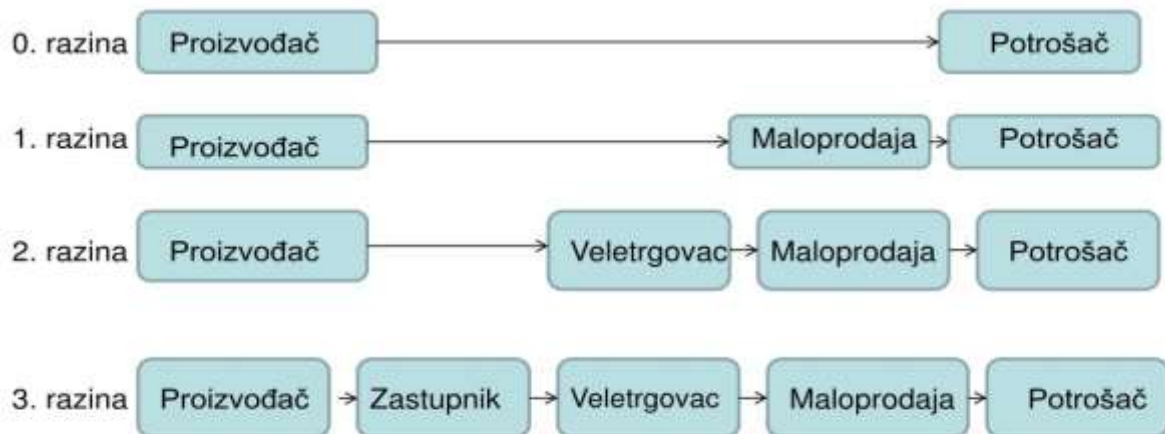 0. razina Proizvođač Potrošač
1. razina Proizvođač Maloprodaja Potrošač
2. razina Proizvođač Veletrgovac Maloprodaja Potrošač
3. razina Proizvođač Zastupnik Veletrgovac Maloprodaja Potrošač